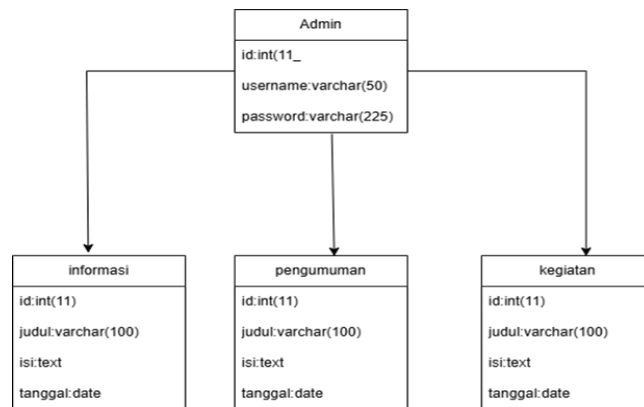 Admin
id:int(11_
username:varchar(50)
password:varchar(225)
informasi
id:int(11)
judul:varchar(100)
isi:text
tanggal:date
pengumuman
id:int(11)
judul:varchar(100)
isi:text
tanggal:date
kegiatan
id:int(11)
judul:varchar(100)
isi:text
tanggal:date